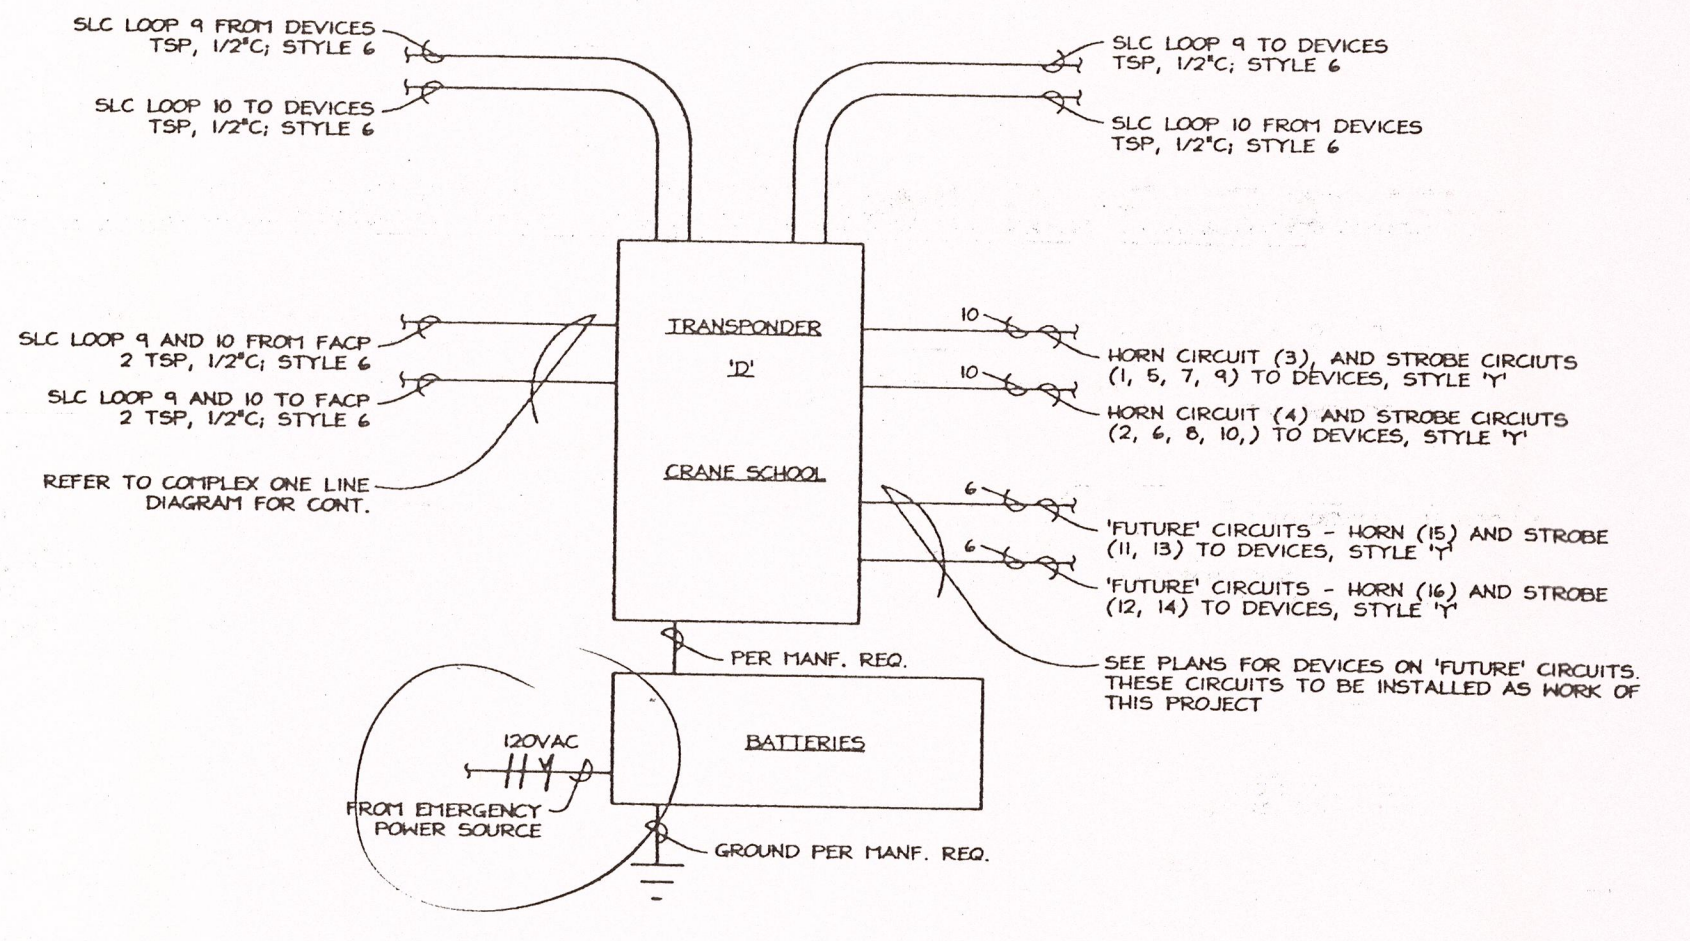 SLC LOOP 9 FROM DEVICES
TSP, 1/2"C; STYLE 6
SLC LOOP 10 TO DEVICES
TSP, 1/2"C; STYLE 6
SLC LOOP 9 TO DEVICES
TSP, 1/2"C; STYLE 6
SLC LOOP 10 FROM DEVICES
TSP, 1/2"C; STYLE 6
SLC LOOP 9 AND 10 FROM FACP
2 TSP, 1/2"C; STYLE 6
SLC LOOP 9 AND 10 TO FACP
2 TSP, 1/2"C; STYLE 6
REFER TO COMPLEX ONE LINE
DIAGRAM FOR CONT.
TRANSPONDER
'D'
CRANE SCHOOL
10
HORN CIRCUIT (3), AND STROBE CIRCIUTS
(1, 5, 7, 9) TO DEVICES, STYLE 'Y'
10
HORN CIRCUIT (4) AND STROBE CIRCIUTS
(2, 6, 8, 10,) TO DEVICES, STYLE 'Y'
6
'FUTURE' CIRCUITS - HORN (15) AND STROBE
(11, 13) TO DEVICES, STYLE 'Y'
6
'FUTURE' CIRCUITS - HORN (16) AND STROBE
(12, 14) TO DEVICES, STYLE 'Y'
SEE PLANS FOR DEVICES ON 'FUTURE' CIRCUITS.
THESE CIRCUITS TO BE INSTALLED AS WORK OF
THIS PROJECT
PER MANF. REQ.
BATTERIES
120VAC
FROM EMERGENCY
POWER SOURCE
GROUND PER MANF. REQ.